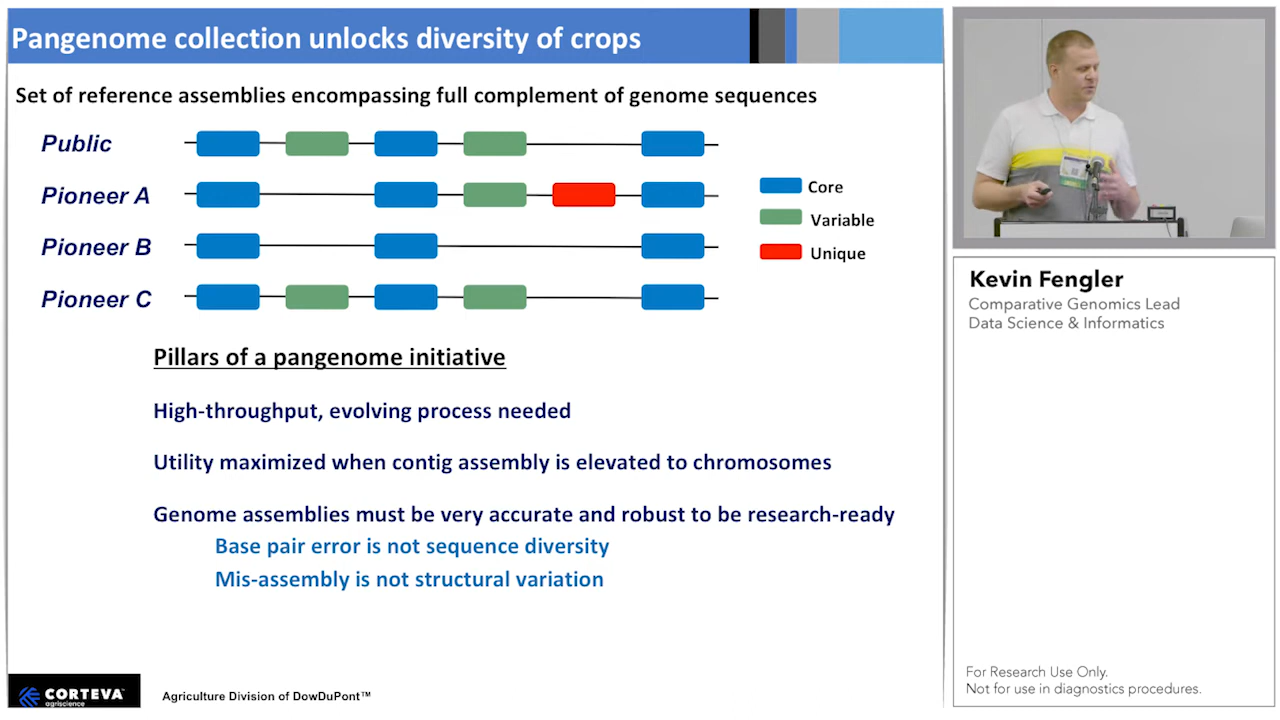 Pangenome collection unlocks diversity of crops
Set of reference assemblies encompassing full complement of genome sequences
Public
Pioneer A
Pioneer B
Pioneer C
Core
Variable
Unique
Pillars of a pangenome initiative
High-throughput, evolving process needed
Utility maximized when contig assembly is elevated to chromosomes
Genome assemblies must be very accurate and robust to be research-ready
Base pair error is not sequence diversity
Mis-assembly is not structural variation
CORTEVA™
agriscience
Agriculture Division of DowDuPont™
Kevin Fengler
Comparative Genomics Lead
Data Science & Informatics
For Research Use Only.
Not for use in diagnostics procedures.